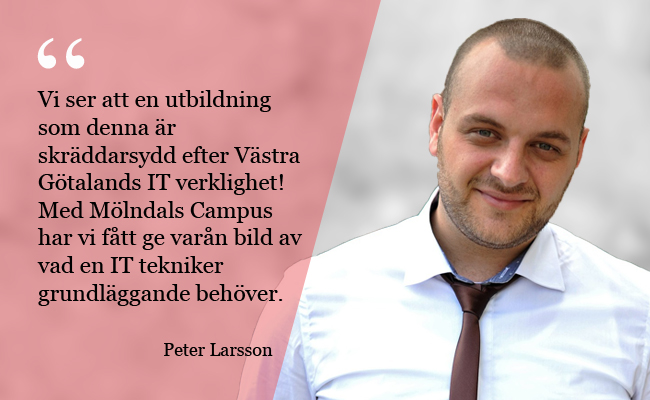 “
Vi ser att en utbildning
som denna är
skräddarsydd efter Västra
Götalands IT verklighet!
Med Mölndals Campus
har vi fått ge varån bild av
vad en IT tekniker
grundläggande behöver.
Peter Larsson